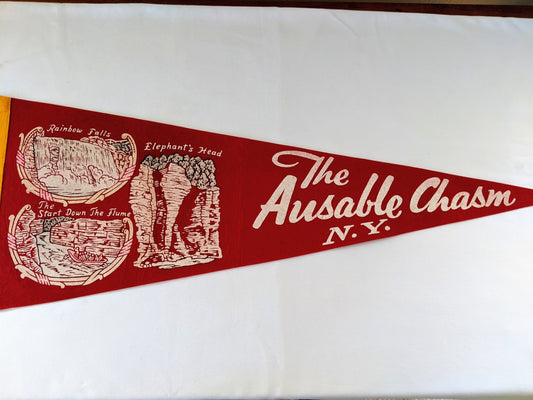 Rainbow Falls
Elephant's Head
The
Start Down The Flume
The
Ausable Chasm
N.Y.